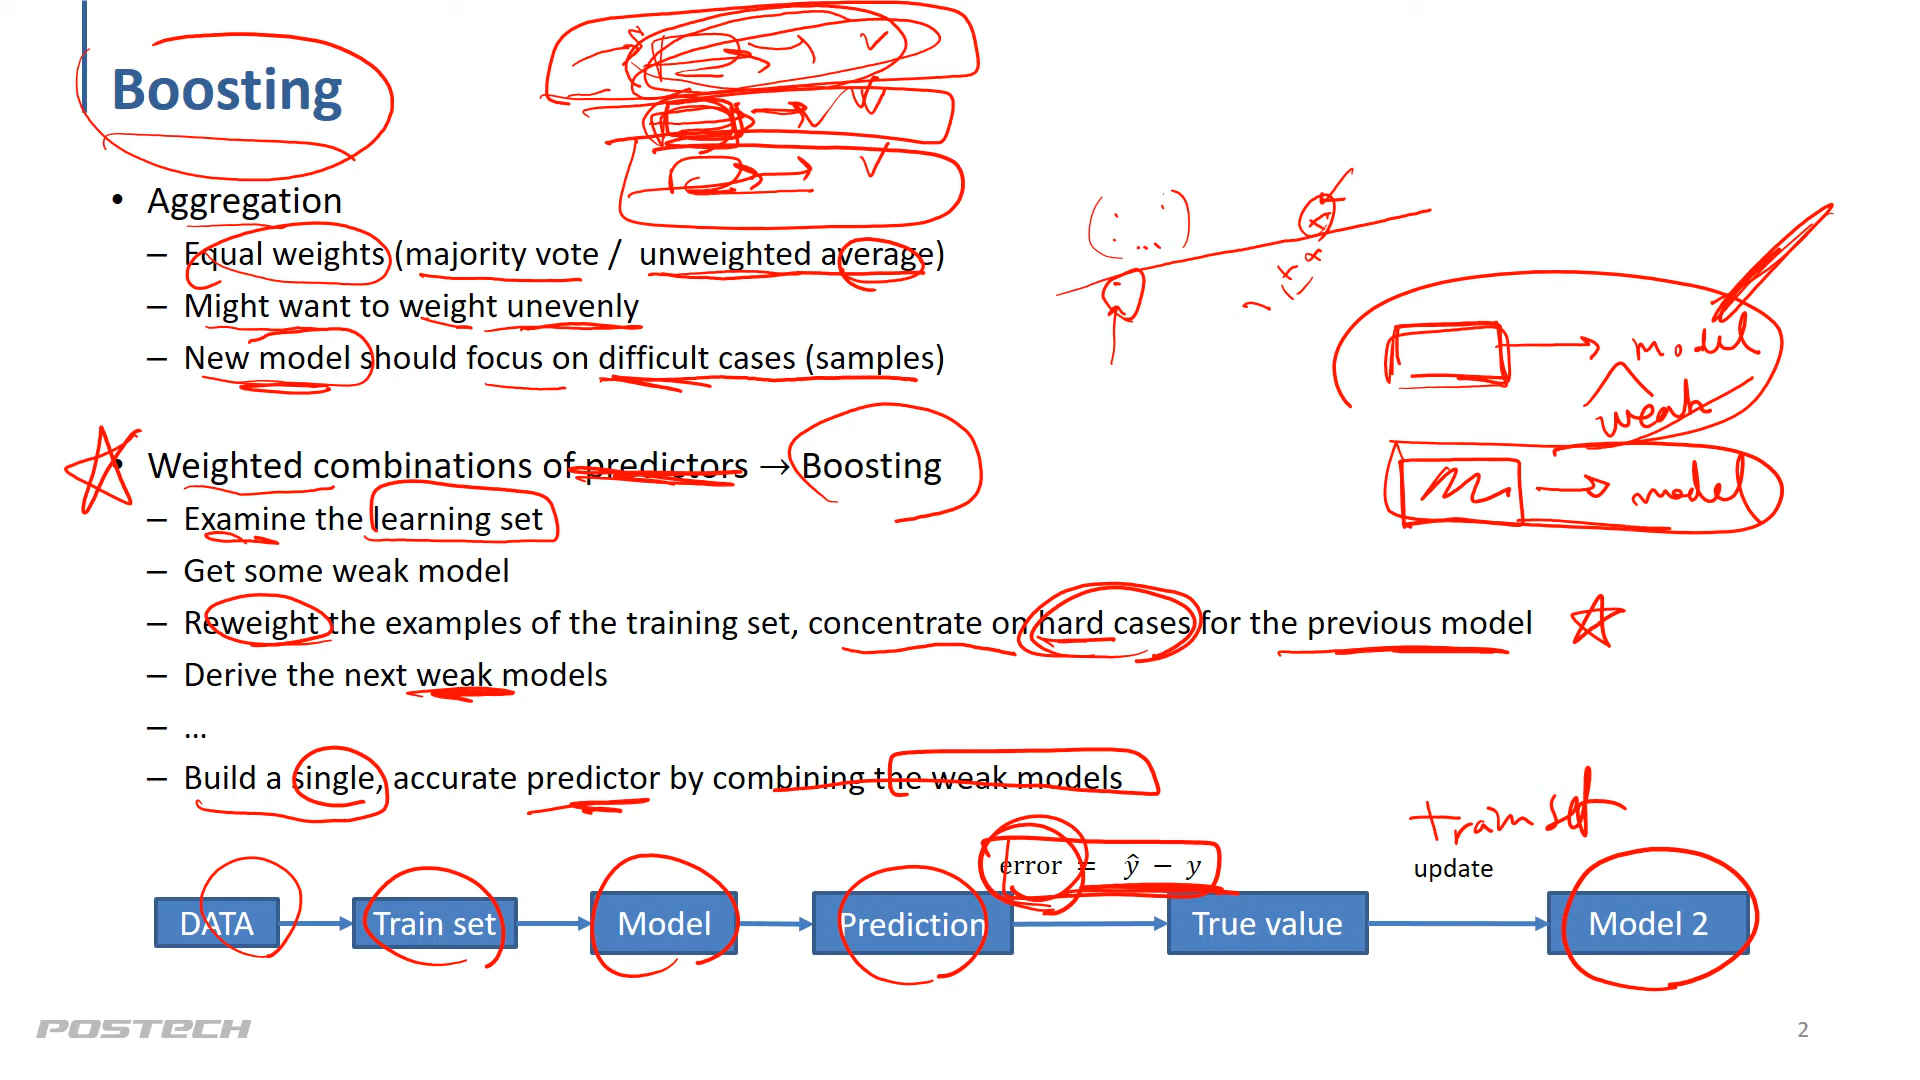 Boosting
• Aggregation
– Equal weights (majority vote / unweighted average)
– Might want to weight unevenly
– New model should focus on difficult cases (samples)
model
weak
• Weighted combinations of predictors → Boosting
model
– Examine the learning set
– Get some weak model
– Reweight the examples of the training set, concentrate on hard cases for the previous model
– Derive the next weak models
– ...
– Build a single, accurate predictor by combining the weak models
train set
error = ŷ − y
update
DATA Train set Model Prediction True value Model 2
POSTECH
2